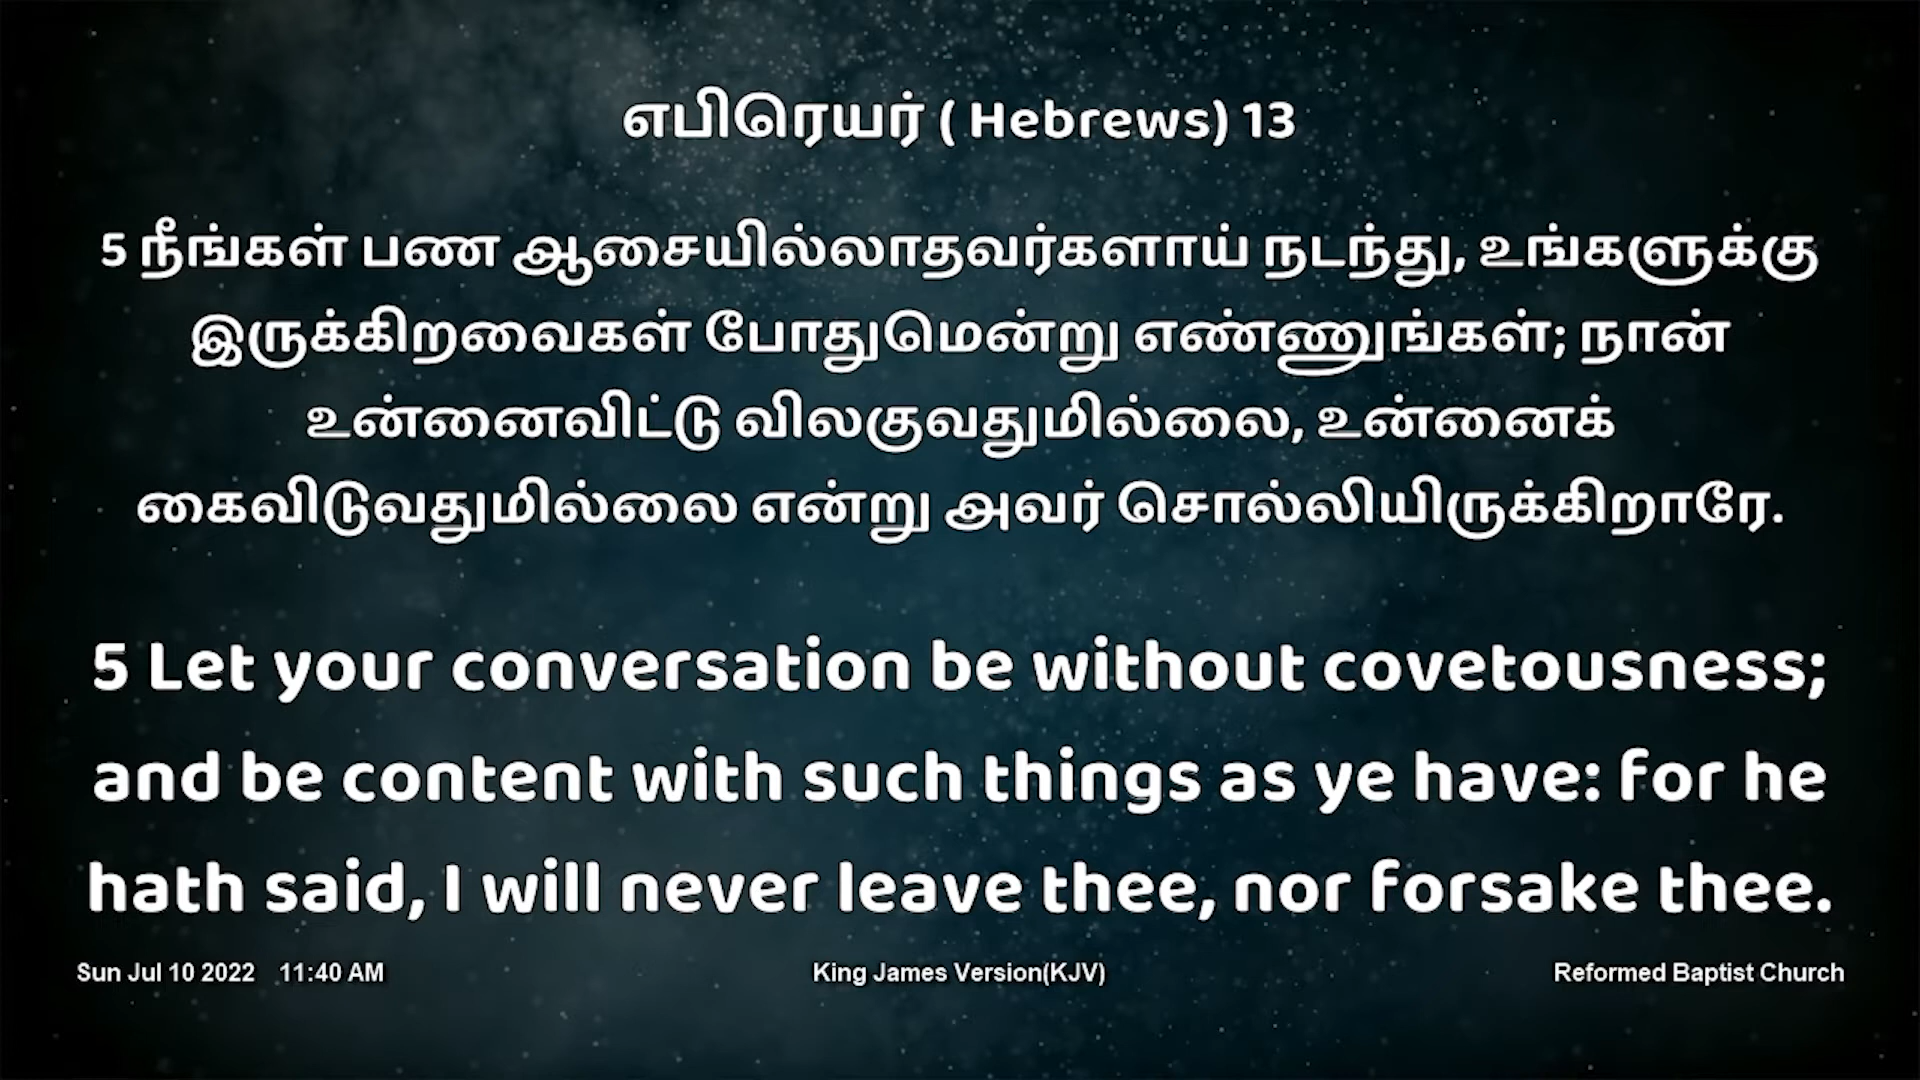 எபிரெயர் ( Hebrews) 13
5 நீங்கள் பண ஆசையில்லாதவர்களாய் நடந்து, உங்களுக்கு
இருக்கிறவைகள் போதுமென்று எண்ணுங்கள்; நான்
உன்னைவிட்டு விலகுவதுமில்லை, உன்னைக்
கைவிடுவதுமில்லை என்று அவர் சொல்லியிருக்கிறாரே.
5 Let your conversation be without covetousness;
and be content with such things as ye have: for he
hath said, I will never leave thee, nor forsake thee.
Sun Jul 10 2022 11:40 AM King James Version(KJV) Reformed Baptist Church